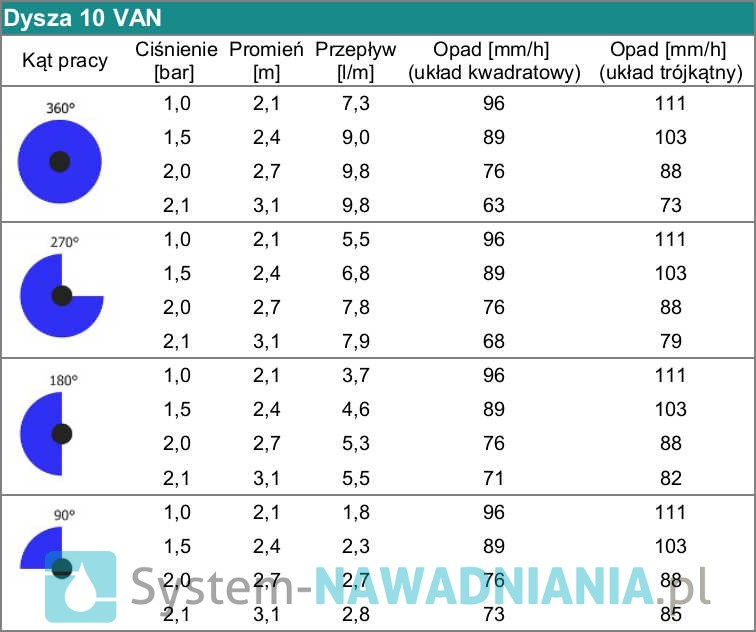 Dysza 10 VAN
Kąt pracy Ciśnienie [bar] Promień [m] Przepływ [l/m] Opad [mm/h] (układ kwadratowy) Opad [mm/h] (układ trójkątny)
360°
1,0 2,1 7,3 96 111
1,5 2,4 9,0 89 103
2,0 2,7 9,8 76 88
2,1 3,1 9,8 63 73
270°
1,0 2,1 5,5 96 111
1,5 2,4 6,8 89 103
2,0 2,7 7,8 76 88
2,1 3,1 7,9 68 79
180°
1,0 2,1 3,7 96 111
1,5 2,4 4,6 89 103
2,0 2,7 5,3 76 88
2,1 3,1 5,5 71 82
90°
1,0 2,1 1,8 96 111
1,5 2,4 2,3 89 103
2,0 2,7 2,7 76 88
System-NAWADNIANIA.pl
2,1 3,1 2,8 73 85